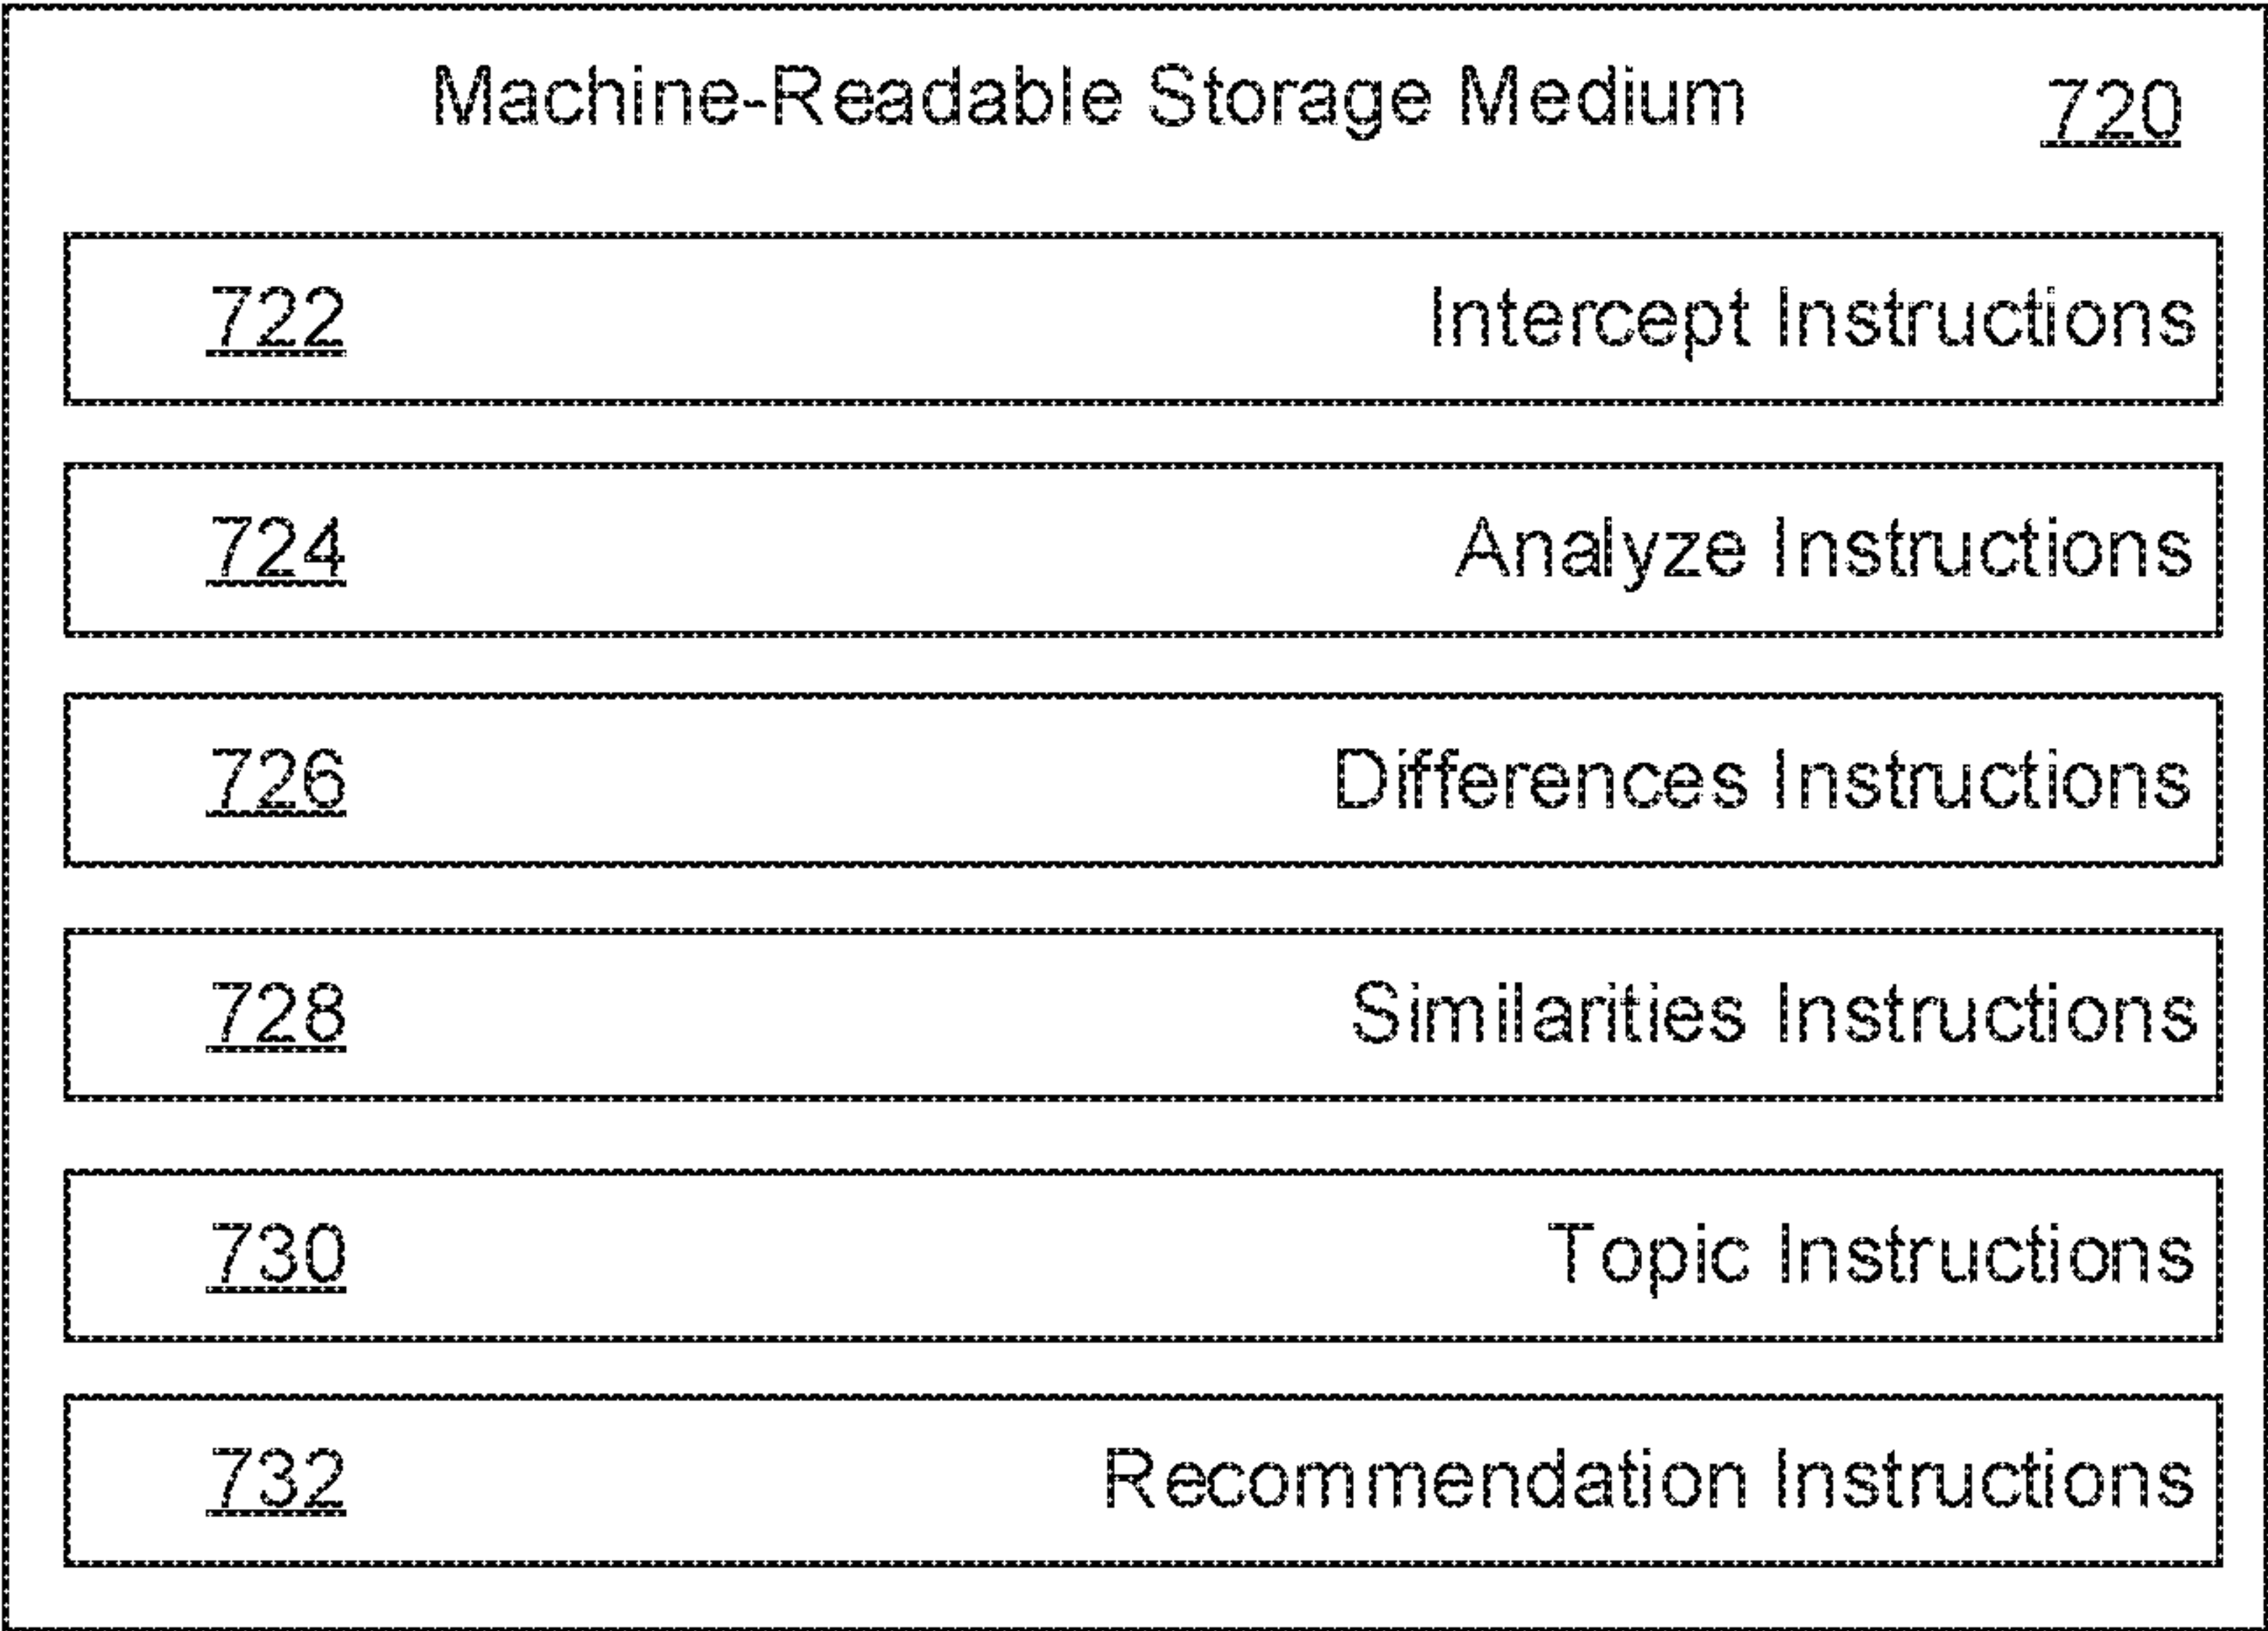 Machine-Readable Storage Medium 720
722 Intercept Instructions
724 Analyze Instructions
726 Differences Instructions
728 Similarities Instructions
730 Topic Instructions
732 Recommendation Instructions